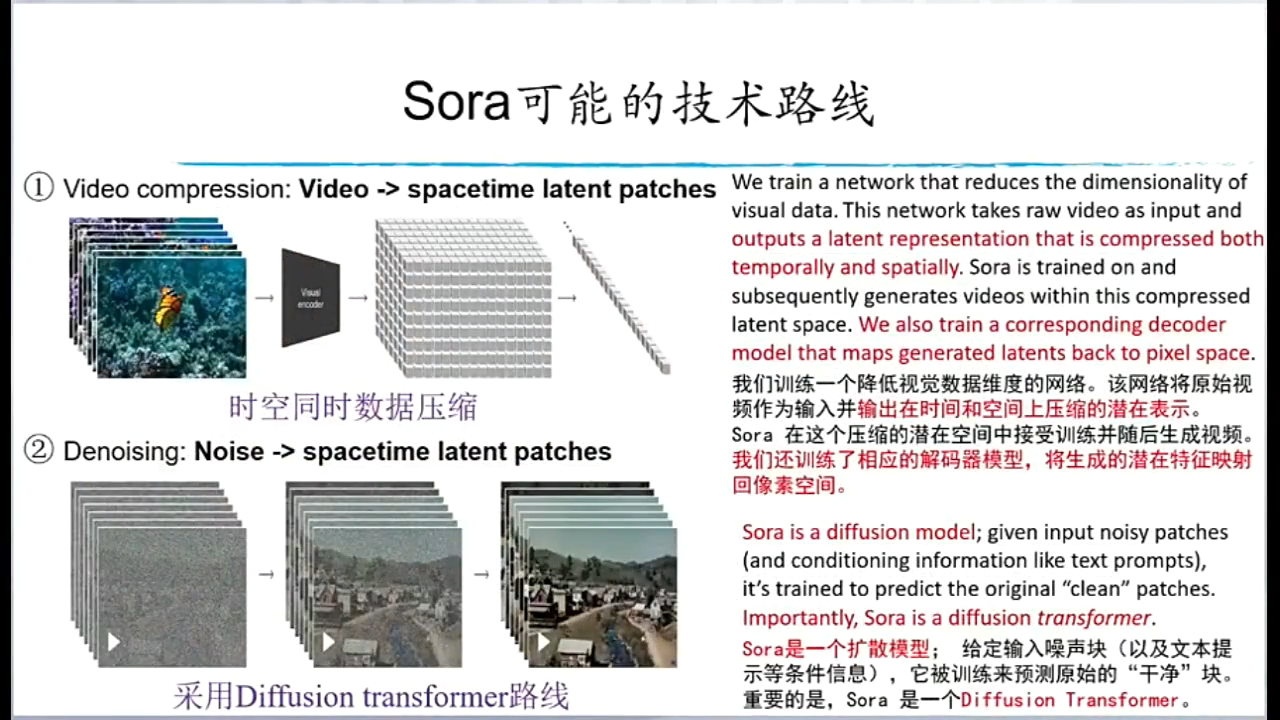 Sora可能的技术路线
① Video compression: Video -> spacetime latent patches
Visual
encoder
时空同时数据压缩
② Denoising: Noise -> spacetime latent patches
采用Diffusion transformer路线
We train a network that reduces the dimensionality of
visual data. This network takes raw video as input and
outputs a latent representation that is compressed both
temporally and spatially. Sora is trained on and
subsequently generates videos within this compressed
latent space. We also train a corresponding decoder
model that maps generated latents back to pixel space.
我们训练一个降低视觉数据维度的网络。该网络将原始视
频作为输入并输出在时间和空间上压缩的潜在表示。
Sora 在这个压缩的潜在空间中接受训练并随后生成视频。
我们还训练了相应的解码器模型，将生成的潜在特征映射
回像素空间。
Sora is a diffusion model; given input noisy patches
(and conditioning information like text prompts),
it’s trained to predict the original “clean” patches.
Importantly, Sora is a diffusion transformer.
Sora是一个扩散模型； 给定输入噪声块（以及文本提
示等条件信息），它被训练来预测原始的“干净”块。
重要的是，Sora 是一个Diffusion Transformer。